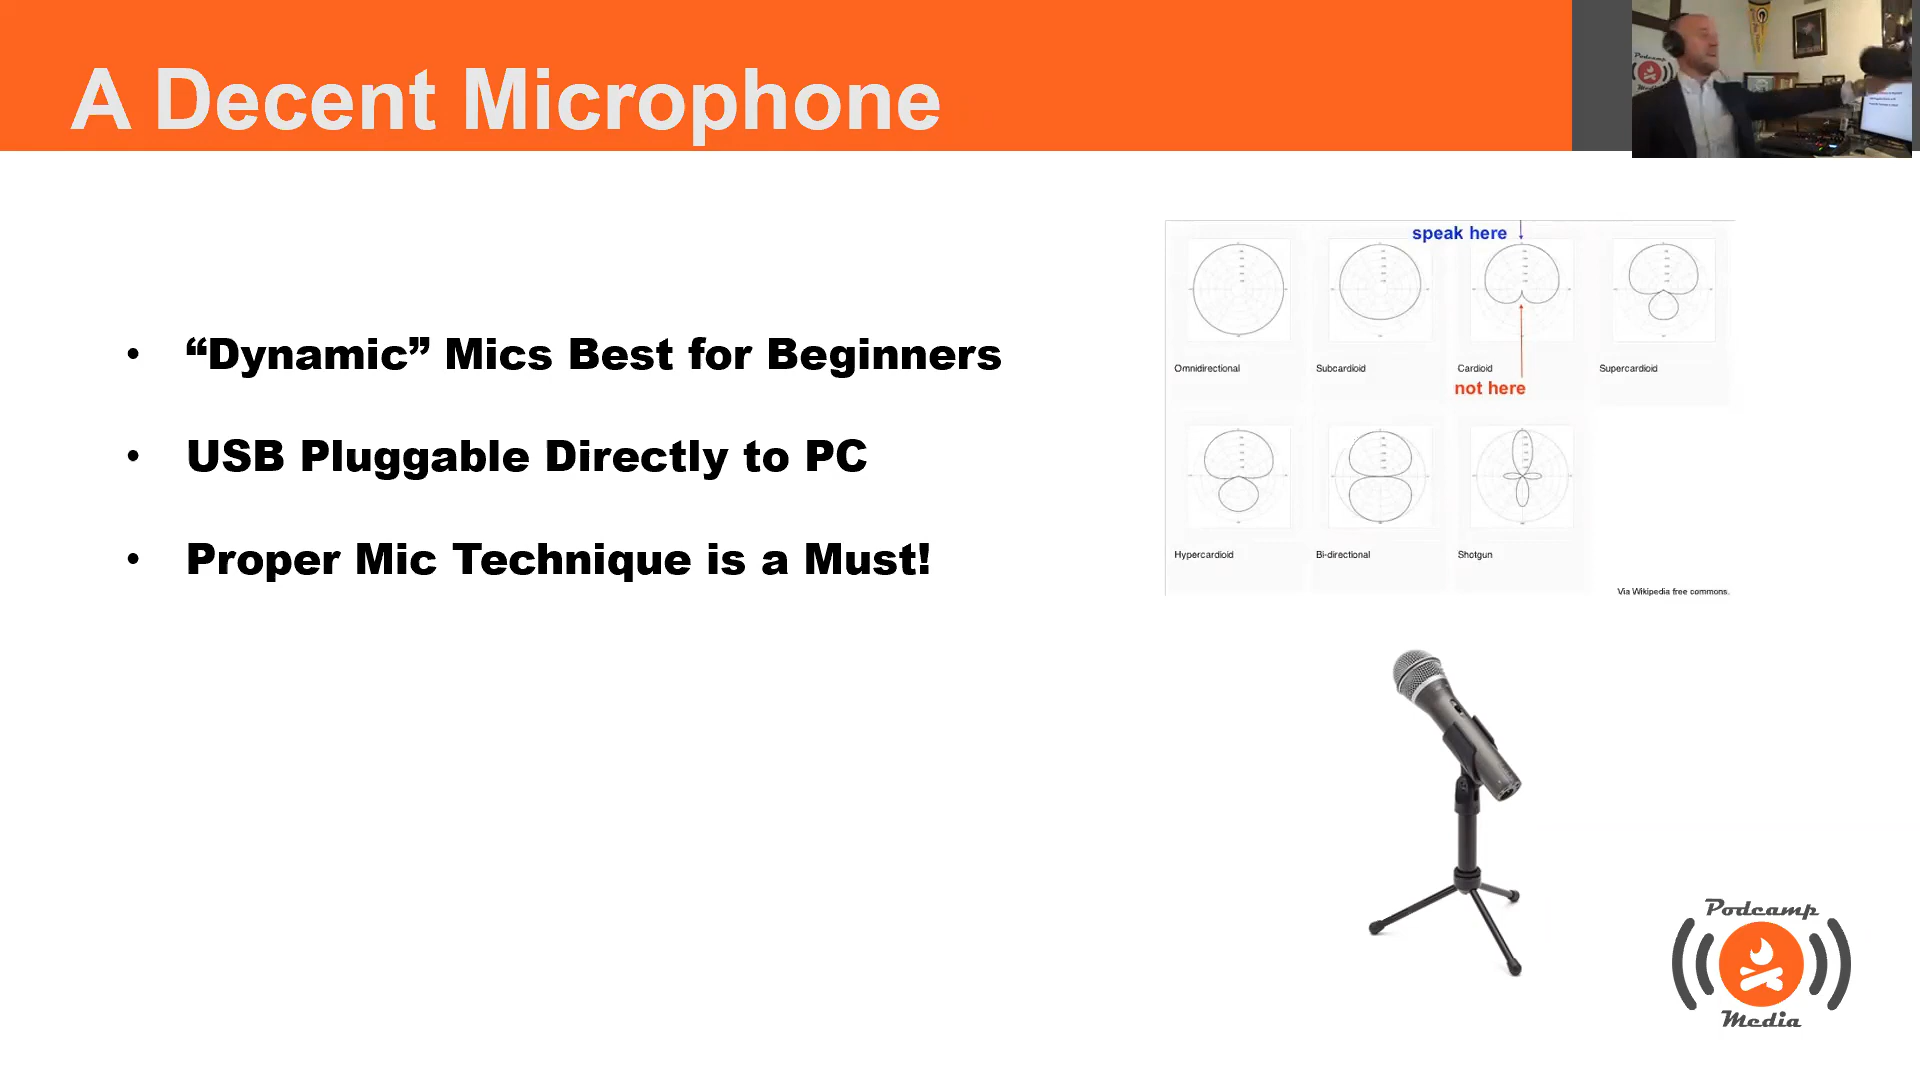 A Decent Microphone
Podcamp
• “Dynamic” Mics Best for Beginners
• USB Pluggable Directly to PC
• Proper Mic Technique is a Must!
speak here
Omnidirectional
Subcardioid
Cardioid
Supercardioid
not here
Hypercardioid
Bi-directional
Shotgun
Via Wikipedia free commons.
Podcamp
Media